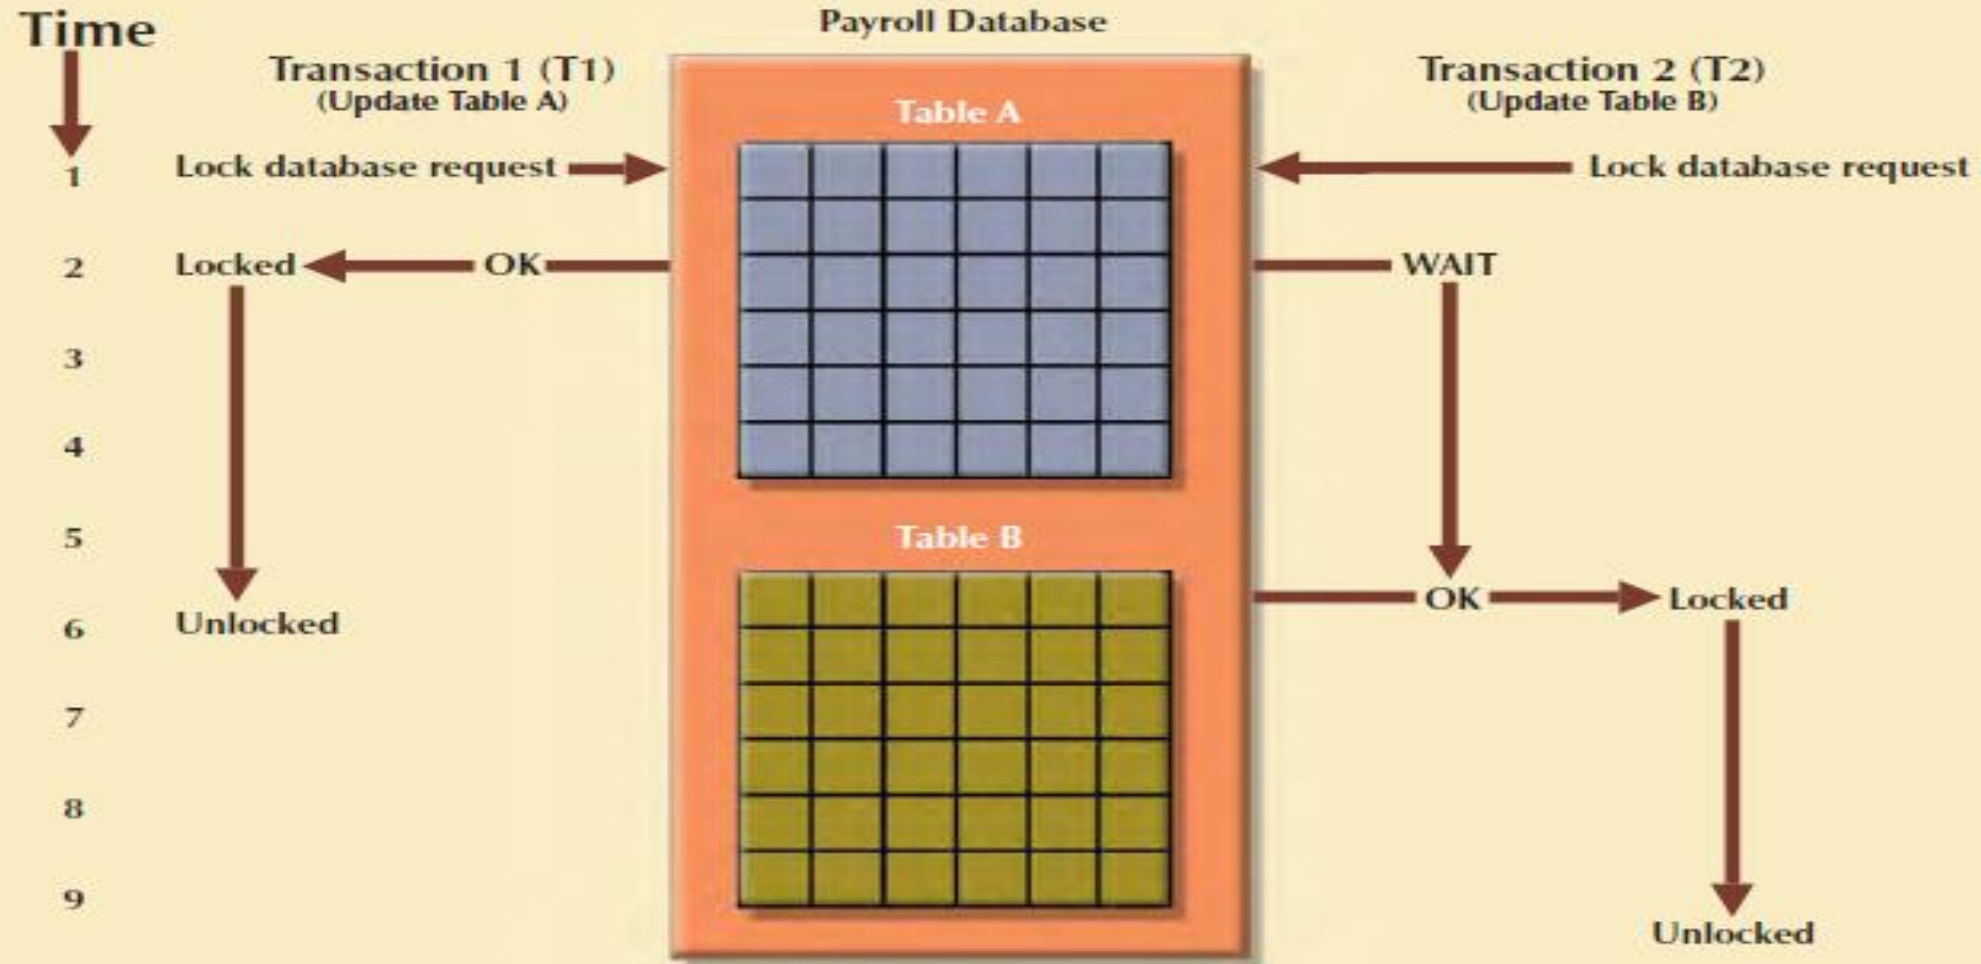 Time
Payroll Database
Transaction 1 (T1)
(Update Table A)
Transaction 2 (T2)
(Update Table B)
Table A
1
Lock database request
Lock database request
2
Locked
OK
WAIT
3
4
5
Table B
OK
Locked
6
Unlocked
7
8
9
Unlocked